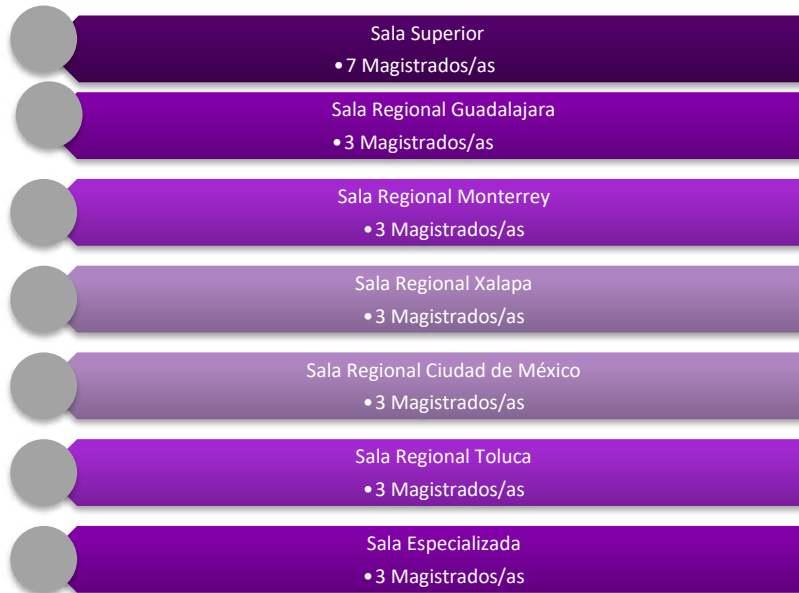 Sala Superior
•7 Magistrados/as
Sala Regional Guadalajara
•3 Magistrados/as
Sala Regional Monterrey
•3 Magistrados/as
Sala Regional Xalapa
•3 Magistrados/as
Sala Regional Ciudad de México
•3 Magistrados/as
Sala Regional Toluca
•3 Magistrados/as
Sala Especializada
•3 Magistrados/as